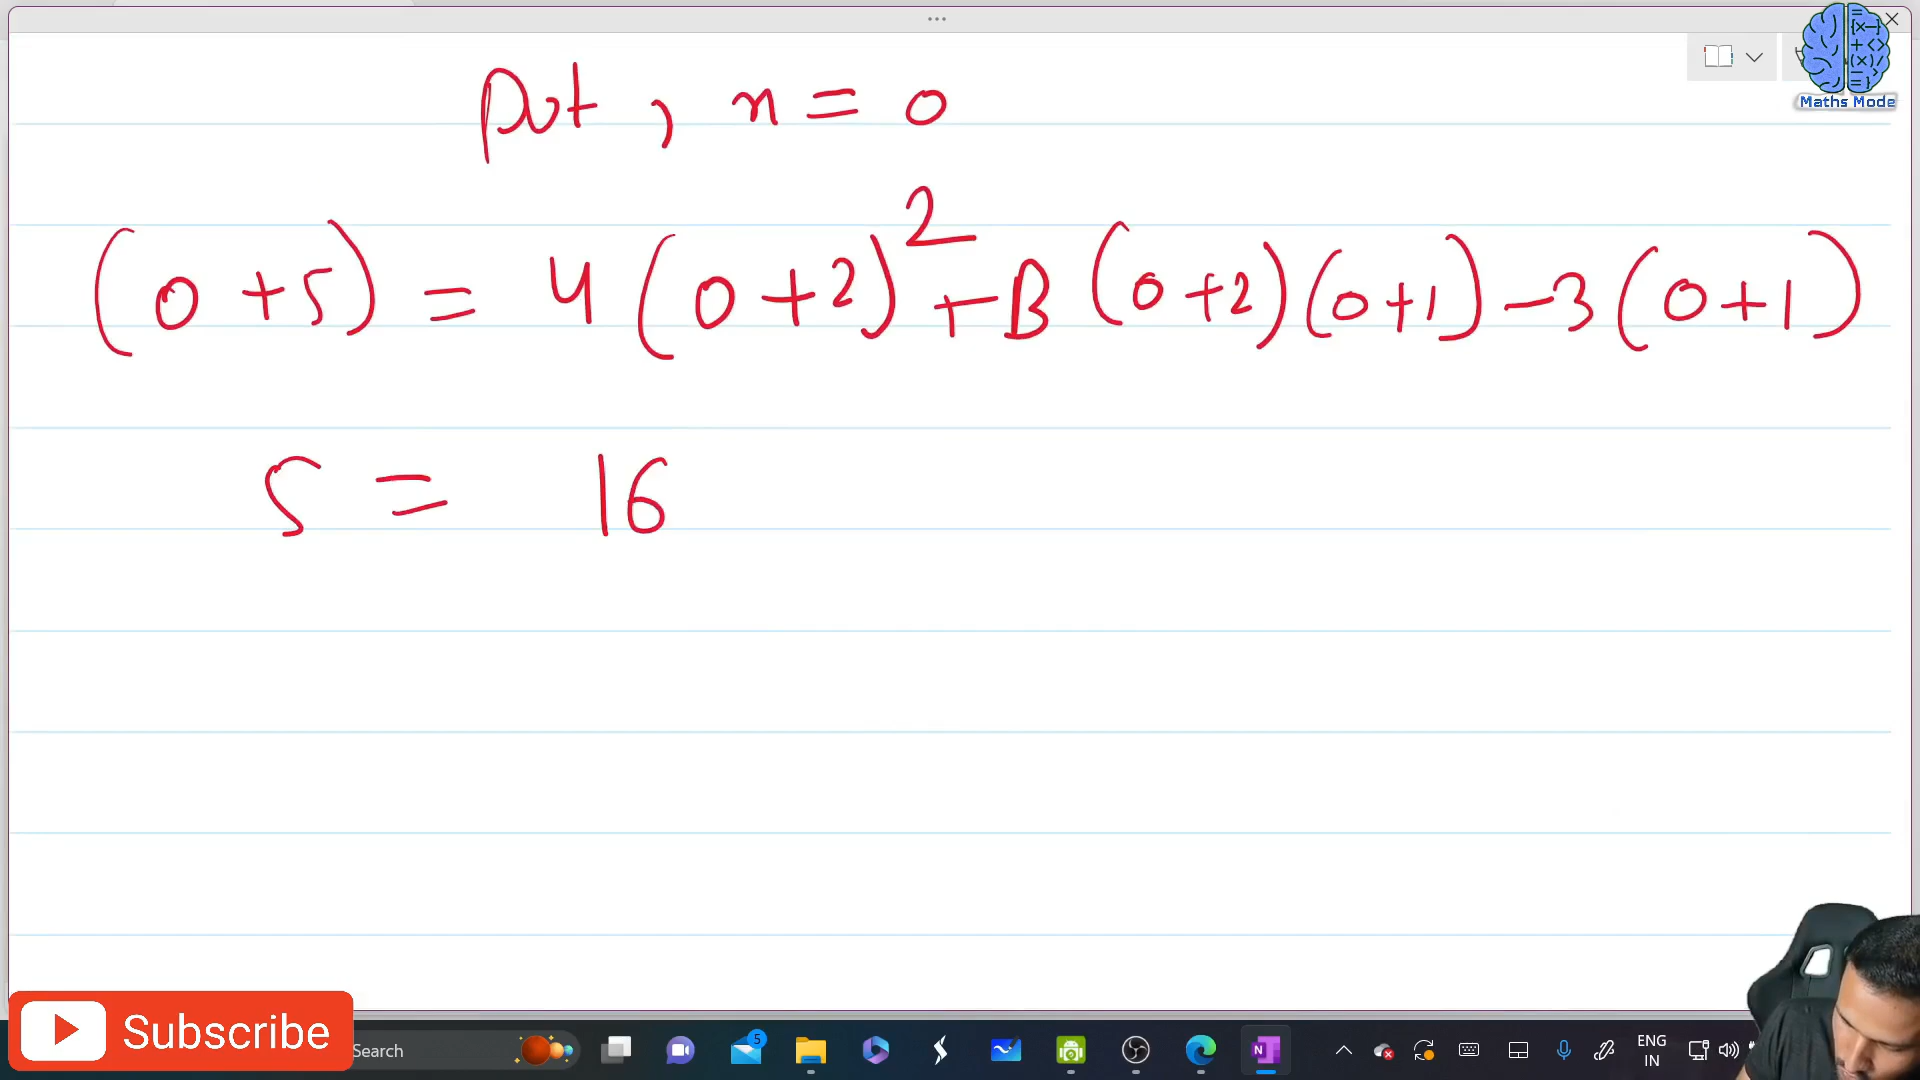 Put, x = 0
Maths Mode
(0+5) = 4(0+2)² + B(0+2)(0+1) - 3(0+1)
5 = 16
Subscribe
Search
5
ENG
IN